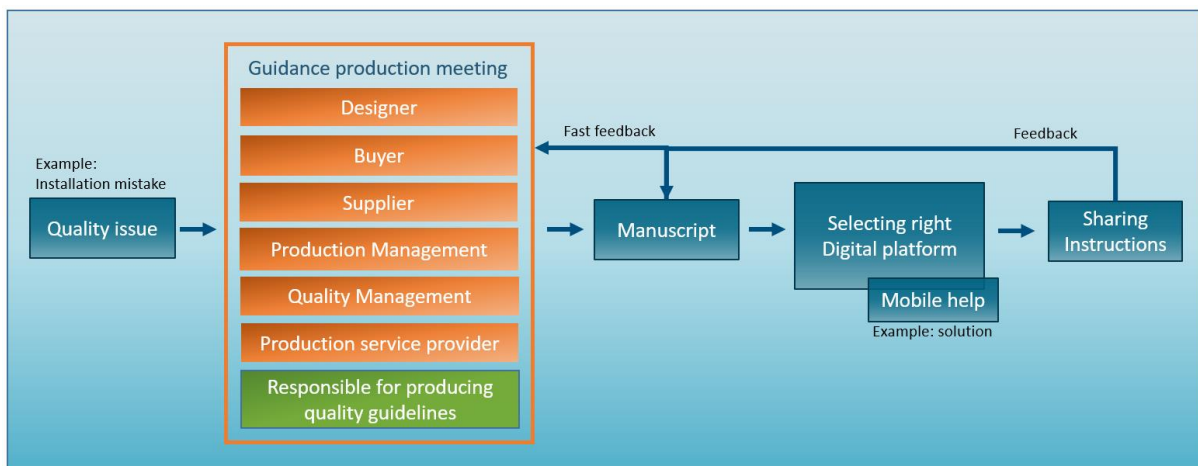 Example:
Installation mistake
Quality issue
Guidance production meeting
Designer
Buyer
Supplier
Production Management
Quality Management
Production service provider
Responsible for producing
quality guidelines
Fast feedback
Manuscript
Selecting right
Digital platform
Mobile help
Example: solution
Feedback
Sharing
Instructions